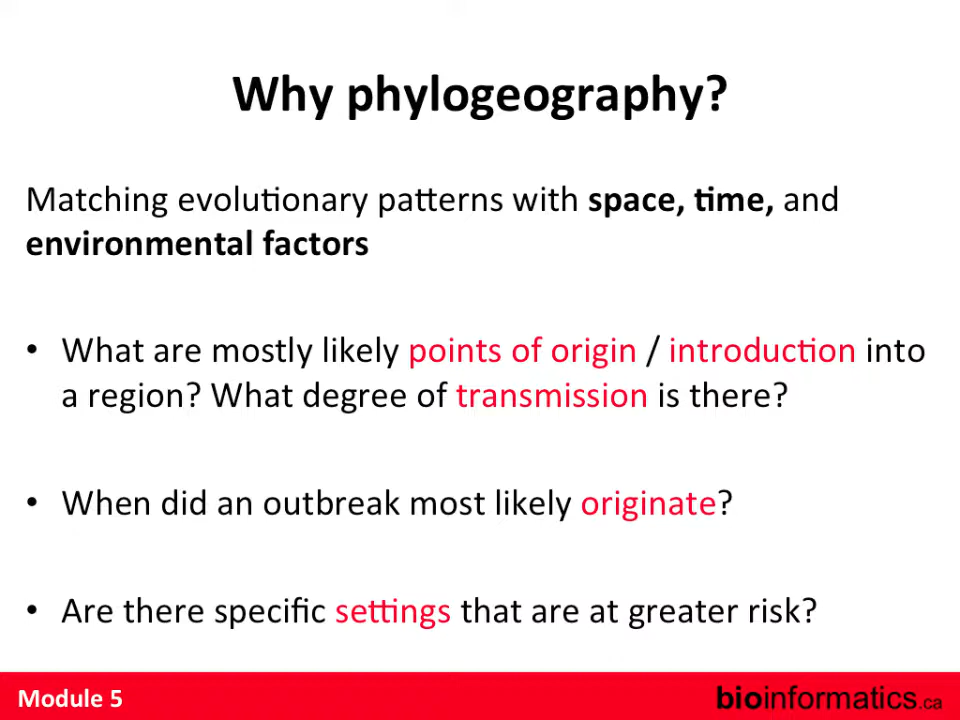 Why phylogeography?
Matching evolutionary patterns with space, time, and
environmental factors
• What are mostly likely points of origin / introduction into
a region? What degree of transmission is there?
• When did an outbreak most likely originate?
• Are there specific settings that are at greater risk?
Module 5
bioinformatics.ca